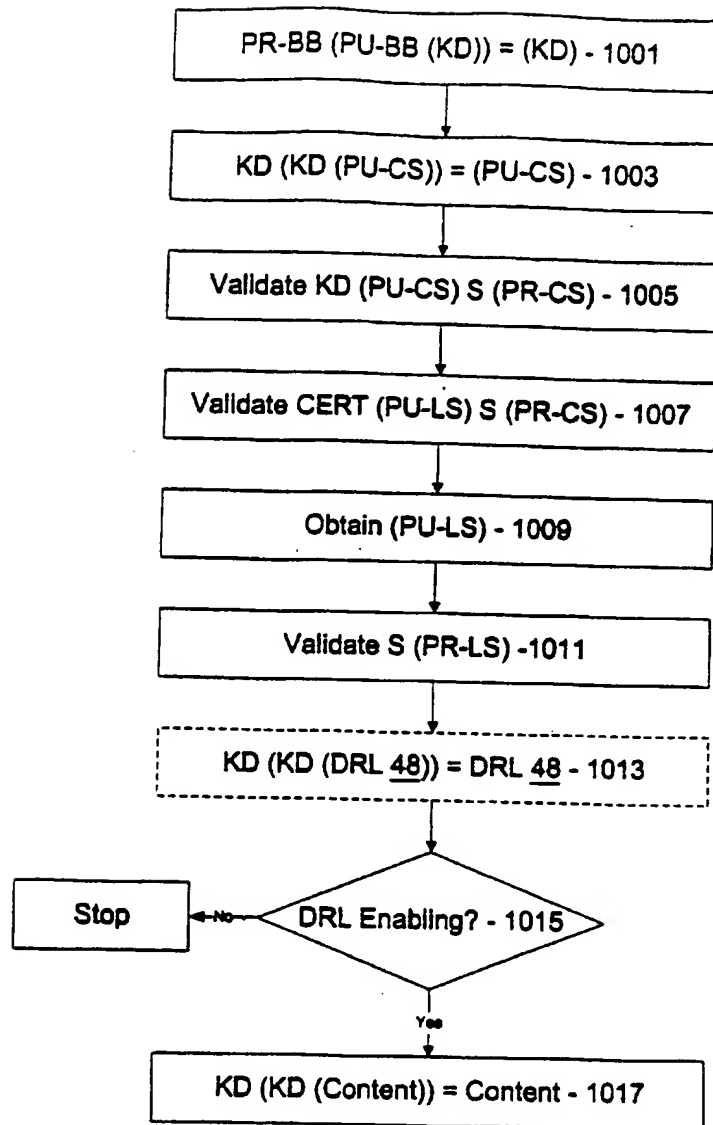 PR-BB (PU-BB (KD)) = (KD) - 1001
KD (KD (PU-CS)) = (PU-CS) - 1003
Validate KD (PU-CS) S (PR-CS) - 1005
Validate CERT (PU-LS) S (PR-CS) - 1007
Obtain (PU-LS) - 1009
Validate S (PR-LS) -1011
KD (KD (DRL 48)) = DRL 48 - 1013
Stop
No
DRL Enabling? - 1015
Yes
KD (KD (Content)) = Content - 1017